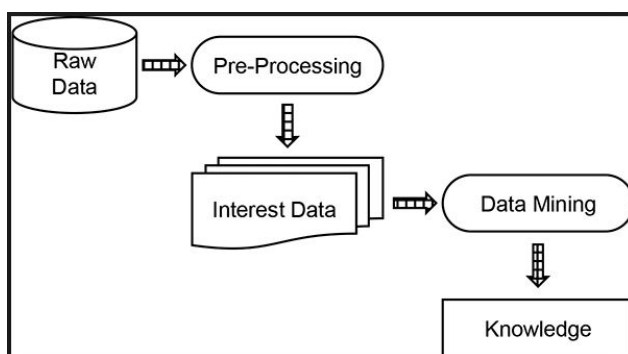 Raw
Data
Pre-Processing
Interest Data
Data Mining
Knowledge